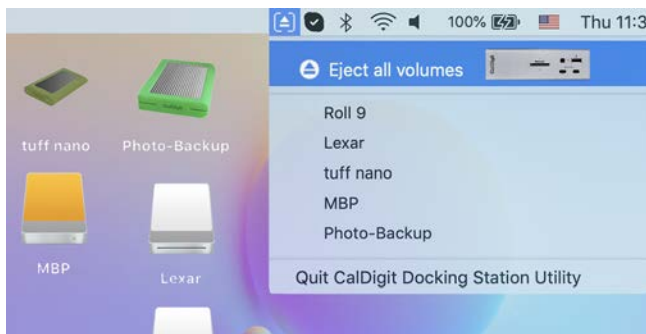 100%
Thu 11:3
Eject all volumes
Roll 9
Lexar
tuff nano
MBP
Photo-Backup
Quit CalDigit Docking Station Utility
tuff nano
Photo-Backup
MBP
Lexar